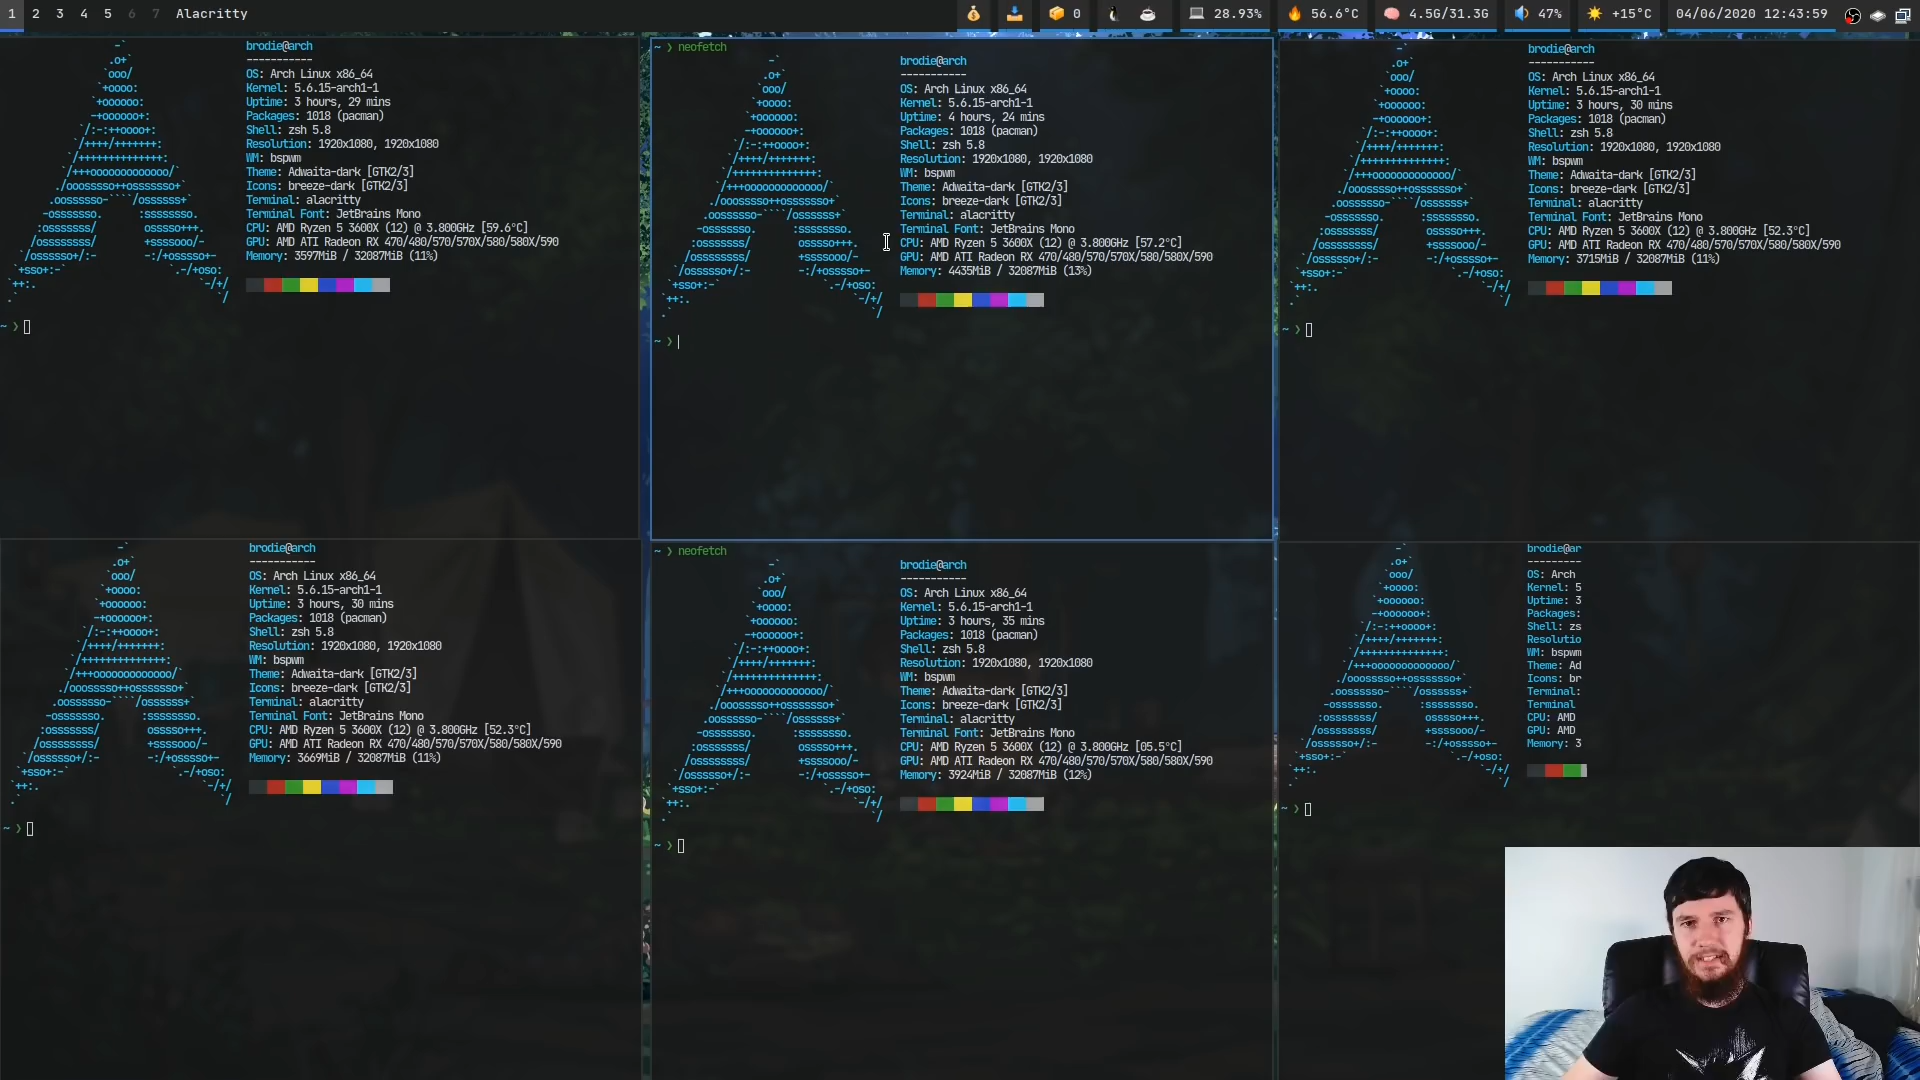 1 2 3 4 5 6 7 Alacritty
0 28.93% 56.6°C 4.5G/31.3G 47% +15°C 04/06/2020 12:43:59
brodie@arch
-----------
OS: Arch Linux x86_64
Kernel: 5.6.15-arch1-1
Uptime: 3 hours, 29 mins
Packages: 1018 (pacman)
Shell: zsh 5.8
Resolution: 1920x1080, 1920x1080
WM: bspwm
Theme: Adwaita-dark [GTK2/3]
Icons: breeze-dark [GTK2/3]
Terminal: alacritty
Terminal Font: JetBrains Mono
CPU: AMD Ryzen 5 3600X (12) @ 3.800GHz [59.6°C]
GPU: AMD ATI Radeon RX 470/480/570/570X/580/580X/590
Memory: 3597MiB / 32087MiB (11%)
~ ❯
~ ❯ neofetch
brodie@arch
-----------
OS: Arch Linux x86_64
Kernel: 5.6.15-arch1-1
Uptime: 4 hours, 24 mins
Packages: 1018 (pacman)
Shell: zsh 5.8
Resolution: 1920x1080, 1920x1080
WM: bspwm
Theme: Adwaita-dark [GTK2/3]
Icons: breeze-dark [GTK2/3]
Terminal: alacritty
Terminal Font: JetBrains Mono
CPU: AMD Ryzen 5 3600X (12) @ 3.800GHz [57.2°C]
GPU: AMD ATI Radeon RX 470/480/570/570X/580/580X/590
Memory: 4435MiB / 32087MiB (13%)
~ ❯
brodie@arch
-----------
OS: Arch Linux x86_64
Kernel: 5.6.15-arch1-1
Uptime: 3 hours, 30 mins
Packages: 1018 (pacman)
Shell: zsh 5.8
Resolution: 1920x1080, 1920x1080
WM: bspwm
Theme: Adwaita-dark [GTK2/3]
Icons: breeze-dark [GTK2/3]
Terminal: alacritty
Terminal Font: JetBrains Mono
CPU: AMD Ryzen 5 3600X (12) @ 3.800GHz [52.3°C]
GPU: AMD ATI Radeon RX 470/480/570/570X/580/580X/590
Memory: 3715MiB / 32087MiB (11%)
~ ❯
brodie@arch
-----------
OS: Arch Linux x86_64
Kernel: 5.6.15-arch1-1
Uptime: 3 hours, 30 mins
Packages: 1018 (pacman)
Shell: zsh 5.8
Resolution: 1920x1080, 1920x1080
WM: bspwm
Theme: Adwaita-dark [GTK2/3]
Icons: breeze-dark [GTK2/3]
Terminal: alacritty
Terminal Font: JetBrains Mono
CPU: AMD Ryzen 5 3600X (12) @ 3.800GHz [52.3°C]
GPU: AMD ATI Radeon RX 470/480/570/570X/580/580X/590
Memory: 3669MiB / 32087MiB (11%)
~ ❯
~ ❯ neofetch
brodie@arch
-----------
OS: Arch Linux x86_64
Kernel: 5.6.15-arch1-1
Uptime: 3 hours, 35 mins
Packages: 1018 (pacman)
Shell: zsh 5.8
Resolution: 1920x1080, 1920x1080
WM: bspwm
Theme: Adwaita-dark [GTK2/3]
Icons: breeze-dark [GTK2/3]
Terminal: alacritty
Terminal Font: JetBrains Mono
CPU: AMD Ryzen 5 3600X (12) @ 3.800GHz [05.5°C]
GPU: AMD ATI Radeon RX 470/480/570/570X/580/580X/590
Memory: 3924MiB / 32087MiB (12%)
~ ❯
brodie@ar
---------
OS: Arch
Kernel: 5
Uptime: 3
Packages:
Shell: zs
Resolutio
WM: bspwm
Theme: Ad
Icons: br
Terminal:
Terminal
CPU: AMD
GPU: AMD
Memory: 3
~ ❯